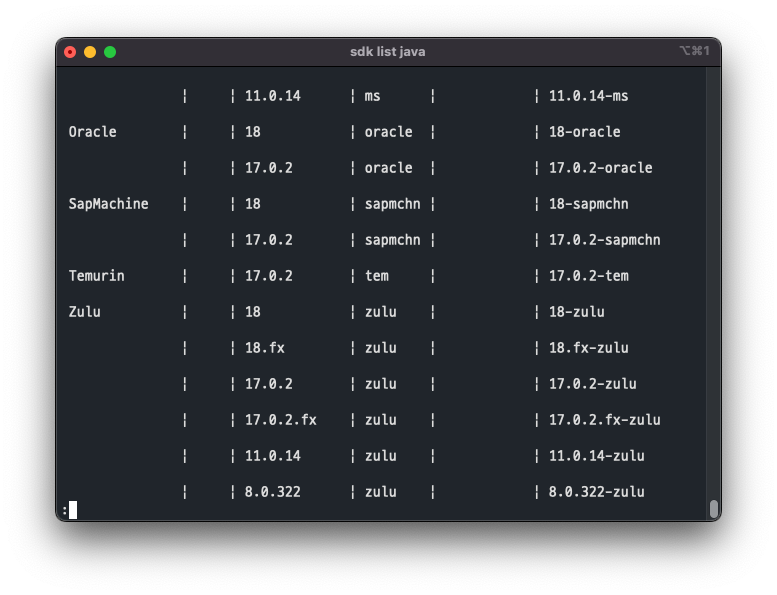 sdk list java
⌥⌘1
¦ ¦ 11.0.14 ¦ ms ¦ ¦ 11.0.14-ms
Oracle ¦ ¦ 18 ¦ oracle ¦ ¦ 18-oracle
¦ ¦ 17.0.2 ¦ oracle ¦ ¦ 17.0.2-oracle
SapMachine ¦ ¦ 18 ¦ sapmchn ¦ ¦ 18-sapmchn
¦ ¦ 17.0.2 ¦ sapmchn ¦ ¦ 17.0.2-sapmchn
Temurin ¦ ¦ 17.0.2 ¦ tem ¦ ¦ 17.0.2-tem
Zulu ¦ ¦ 18 ¦ zulu ¦ ¦ 18-zulu
¦ ¦ 18.fx ¦ zulu ¦ ¦ 18.fx-zulu
¦ ¦ 17.0.2 ¦ zulu ¦ ¦ 17.0.2-zulu
¦ ¦ 17.0.2.fx ¦ zulu ¦ ¦ 17.0.2.fx-zulu
¦ ¦ 11.0.14 ¦ zulu ¦ ¦ 11.0.14-zulu
¦ ¦ 8.0.322 ¦ zulu ¦ ¦ 8.0.322-zulu
: